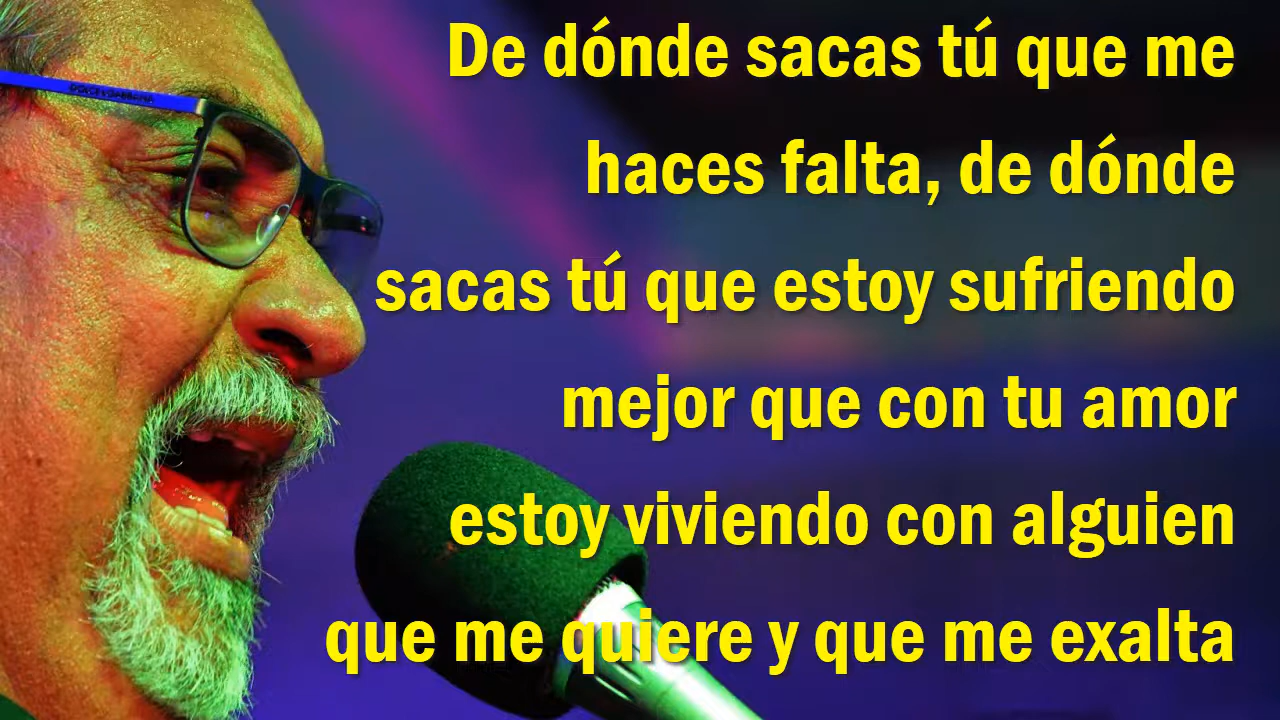 De dónde sacas tú que me
haces falta, de dónde
sacas tú que estoy sufriendo
mejor que con tu amor
estoy viviendo con alguien
que me quiere y que me exalta